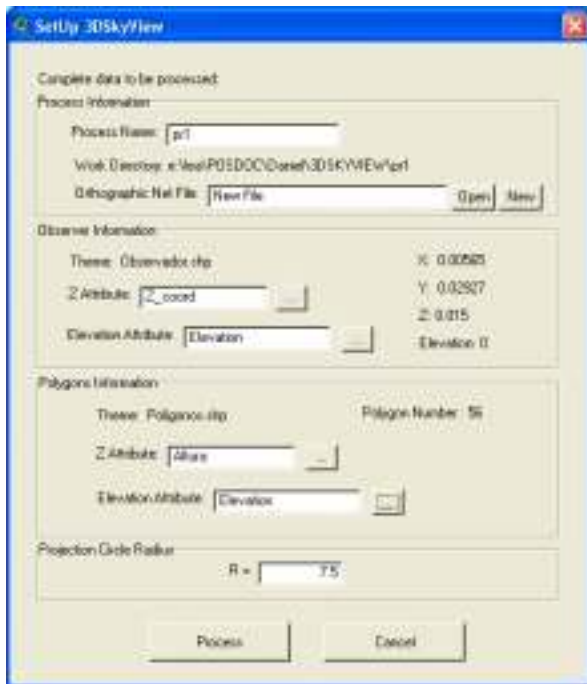 SetUp 3DSkyView
Complete data to be processed:
Process Information
Process Name: pr1
Work Directory: e:\lea\POSDOC\Daniel\3DSKYVIEW\pr1
Orthographic Net File: New File Open New
Observer Information
Theme: Observador.shp X: 0.00565
Z Attribute: Z_coord ... Y: 0.02927
Z: 0.015
Elevation Attribute: Elevation ... Elevation: 0
Polygons Information
Theme: Poligonos.shp Polygon Number: 56
Z Attribute: Altura ...
Elevation Attribute: Elevation ...
Projection Circle Radius
R = 7.5
Process Cancel